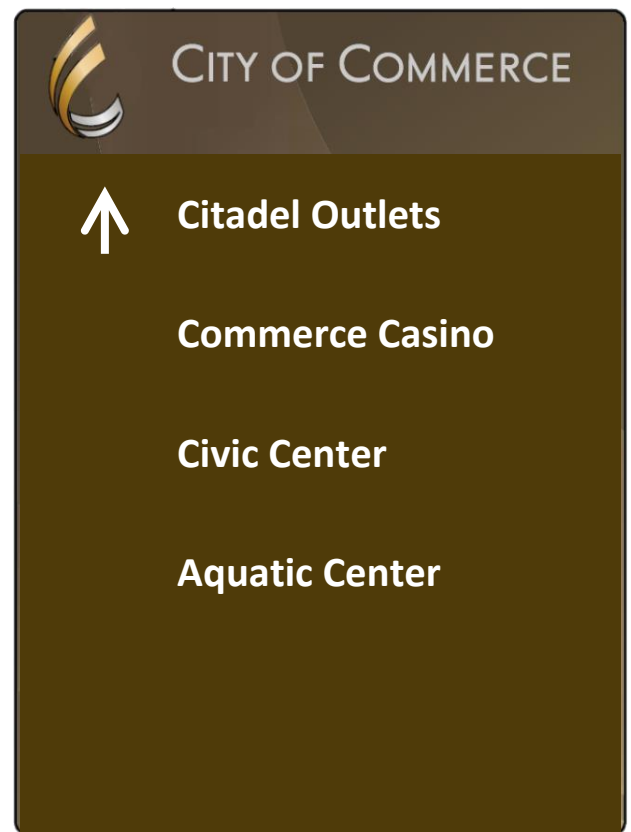 CITY OF COMMERCE
Citadel Outlets
Commerce Casino
Civic Center
Aquatic Center